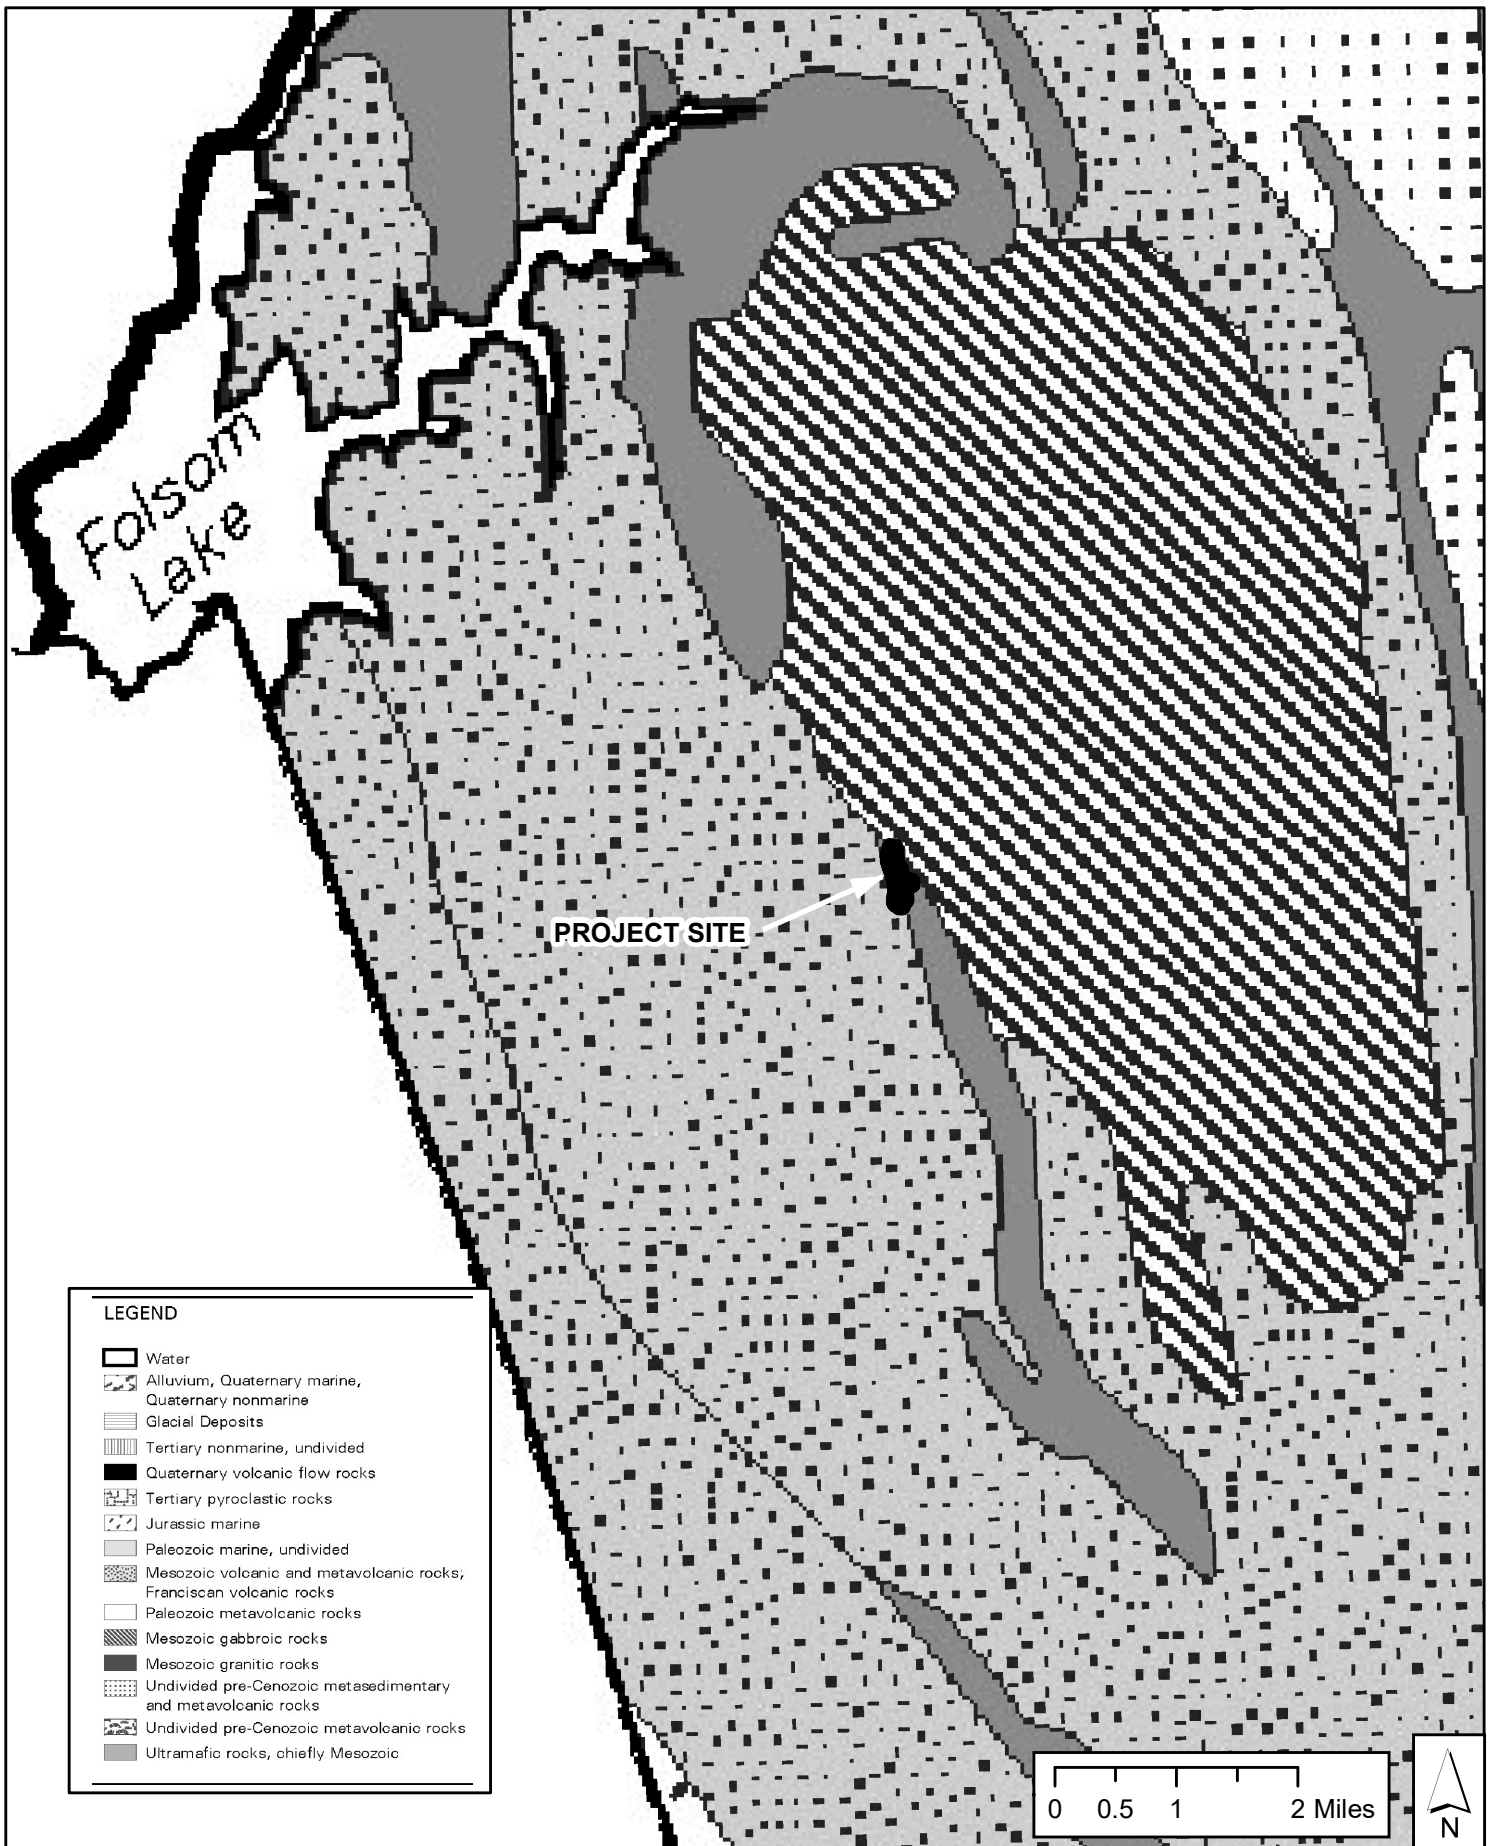 Folsom
Lake
PROJECT SITE
LEGEND
Water
Alluvium, Quaternary marine,
Quaternary nonmarine
Glacial Deposits
Tertiary nonmarine, undivided
Quaternary volcanic flow rocks
Tertiary pyroclastic rocks
Jurassic marine
Paleozoic marine, undivided
Mesozoic volcanic and metavolcanic rocks;
Franciscan volcanic rocks
Paleozoic metavolcanic rocks
Mesozoic gabbroic rocks
Mesozoic granitic rocks
Undivided pre-Cenozoic metasedimentary
and metavolcanic rocks
Undivided pre-Cenozoic metavolcanic rocks
Ultramafic rocks, chiefly Mesozoic
0 0.5 1 2 Miles
N